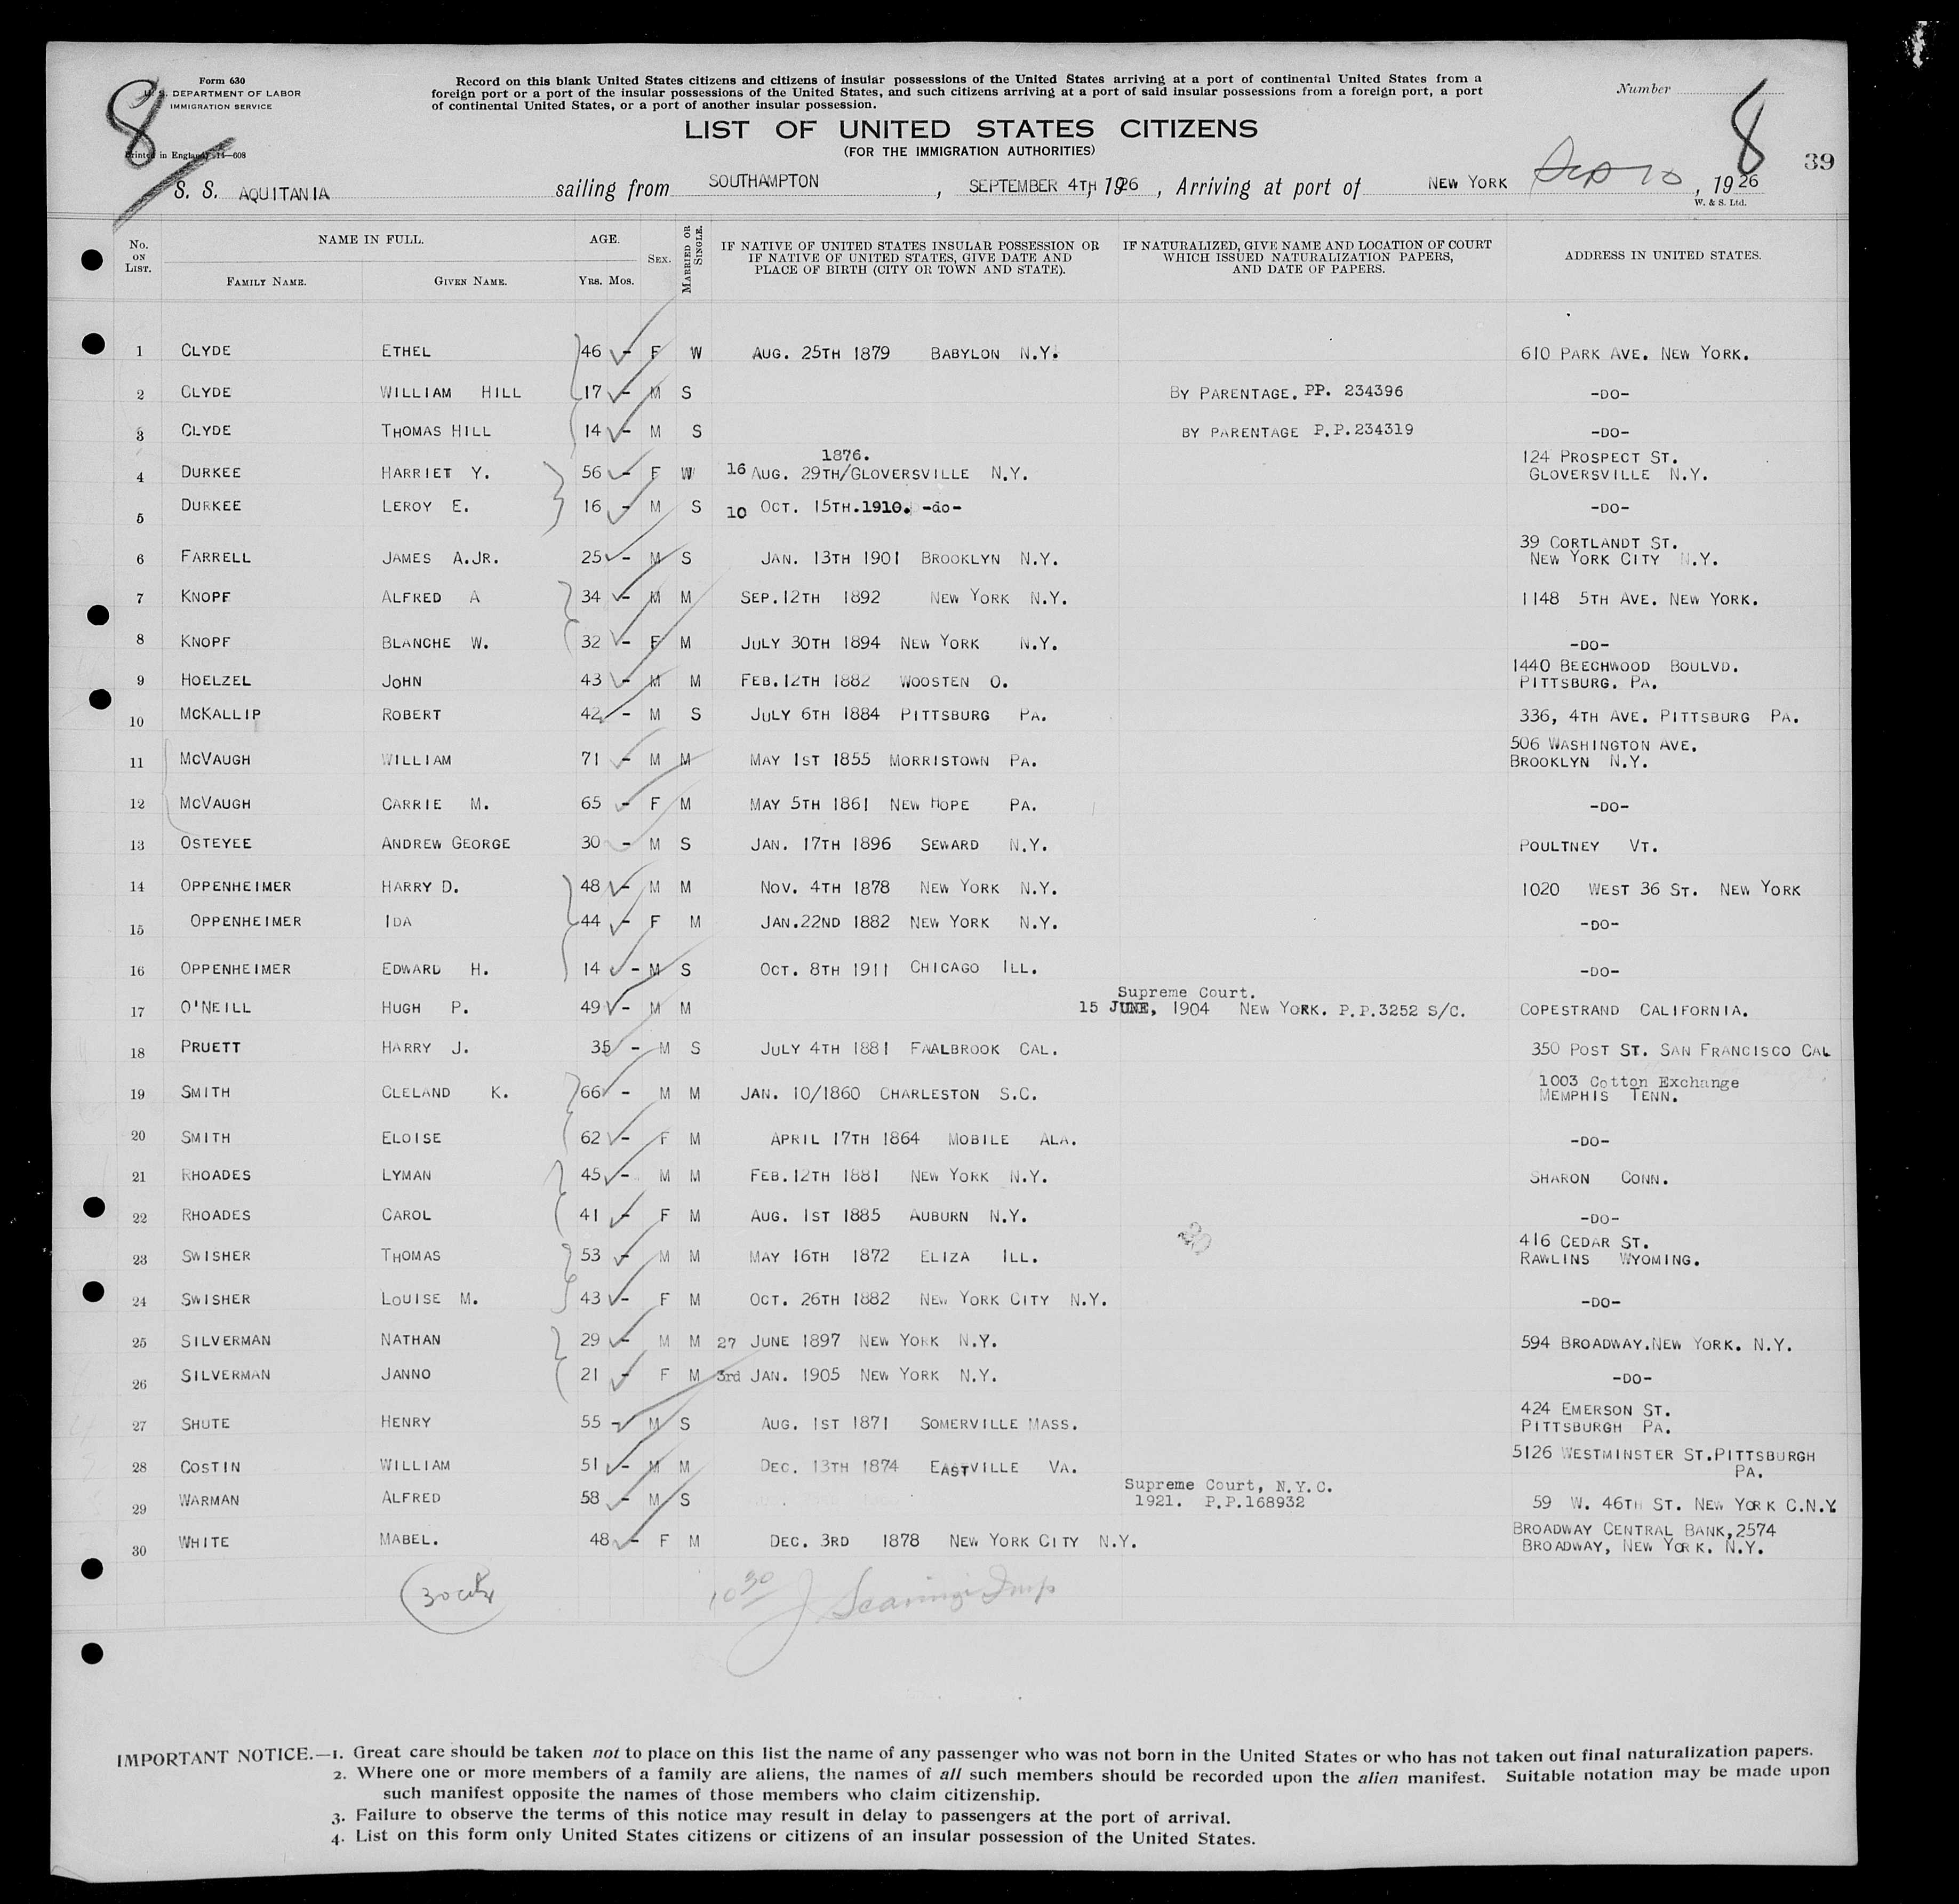 8
Form 630
U. S. DEPARTMENT OF LABOR
IMMIGRATION SERVICE
Printed in England 14—608
Record on this blank United States citizens and citizens of insular possessions of the United States arriving at a port of continental United States from a
foreign port or a port of the insular possessions of the United States, and such citizens arriving at a port of said insular possessions from a foreign port, a port
of continental United States, or a port of another insular possession.
Number
8
39
LIST OF UNITED STATES CITIZENS
(FOR THE IMMIGRATION AUTHORITIES)
S. S. AQUITANIA sailing from SOUTHAMPTON, SEPTEMBER 4TH, 1926, Arriving at port of NEW YORK Sep 10, 1926
W. & S. Ltd.
No. ON LIST. NAME IN FULL. FAMILY NAME. GIVEN NAME. AGE. YRS. MOS. SEX. MARRIED OR SINGLE. IF NATIVE OF UNITED STATES INSULAR POSSESSION OR IF NATIVE OF UNITED STATES, GIVE DATE AND PLACE OF BIRTH (CITY OR TOWN AND STATE). IF NATURALIZED, GIVE NAME AND LOCATION OF COURT WHICH ISSUED NATURALIZATION PAPERS, AND DATE OF PAPERS. ADDRESS IN UNITED STATES.
1 CLYDE ETHEL 46 - F W AUG. 25TH 1879 BABYLON N.Y. 610 PARK AVE. NEW YORK.
2 CLYDE WILLIAM HILL 17 - M S BY PARENTAGE. PP. 234396 -DO-
3 CLYDE THOMAS HILL 14 - M S BY PARENTAGE P.P.234319 -DO-
1876. 124 PROSPECT ST.
4 DURKEE HARRIET Y. 56 - F W 16 AUG. 29TH/GLOVERSVILLE N.Y. GLOVERSVILLE N.Y.
5 DURKEE LEROY E. 16 - M S 10 OCT. 15TH.1910. -do- -DO-
39 CORTLANDT ST.
6 FARRELL JAMES A.JR. 25 - M S JAN. 13TH 1901 BROOKLYN N.Y. NEW YORK CITY N.Y.
7 KNOPF ALFRED A 34 - M M SEP.12TH 1892 NEW YORK N.Y. 1148 5TH AVE. NEW YORK.
8 KNOPF BLANCHE W. 32 - F M JULY 30TH 1894 NEW YORK N.Y. -DO-
1440 BEECHWOOD BOULVD.
9 HOELZEL JOHN 43 - M M FEB.12TH 1882 WOOSTEN O. PITTSBURG. PA.
10 MCKALLIP ROBERT 42 - M S JULY 6TH 1884 PITTSBURG PA. 336, 4TH AVE. PITTSBURG PA.
506 WASHINGTON AVE.
11 MCVAUGH WILLIAM 71 - M M MAY 1ST 1855 MORRISTOWN PA. BROOKLYN N.Y.
12 MCVAUGH CARRIE M. 65 - F M MAY 5TH 1861 NEW HOPE PA. -DO-
13 OSTEYEE ANDREW GEORGE 30 - M S JAN. 17TH 1896 SEWARD N.Y. POULTNEY VT.
14 OPPENHEIMER HARRY D. 48 - M M NOV. 4TH 1878 NEW YORK N.Y. 1020 WEST 36 ST. NEW YORK
15 OPPENHEIMER IDA 44 - F M JAN.22ND 1882 NEW YORK N.Y. -DO-
16 OPPENHEIMER EDWARD H. 14 - M S OCT. 8TH 1911 CHICAGO ILL. -DO-
Supreme Court.
17 O'NEILL HUGH P. 49 - M M 15 JUNE, 1904 NEW YORK. P.P.3252 S/C. COPESTRAND CALIFORNIA.
18 PRUETT HARRY J. 35 - M S JULY 4TH 1881 FAALBROOK CAL. 350 POST ST. SAN FRANCISCO CAL
1003 Cotton Exchange
19 SMITH CLELAND K. 66 - M M JAN. 10/1860 CHARLESTON S.C. MEMPHIS TENN.
20 SMITH ELOISE 62 - F M APRIL 17TH 1864 MOBILE ALA. -DO-
21 RHOADES LYMAN 45 - M M FEB.12TH 1881 NEW YORK N.Y. SHARON CONN.
22 RHOADES CAROL 41 - F M AUG. 1ST 1885 AUBURN N.Y. -DO-
416 CEDAR ST.
23 SWISHER THOMAS 53 - M M MAY 16TH 1872 ELIZA ILL. RAWLINS WYOMING.
24 SWISHER LOUISE M. 43 - F M OCT. 26TH 1882 NEW YORK CITY N.Y. -DO-
25 SILVERMAN NATHAN 29 - M M 27 JUNE 1897 NEW YORK N.Y. 594 BROADWAY.NEW YORK. N.Y.
26 SILVERMAN JANNO 21 - F M 3rd JAN. 1905 NEW YORK N.Y. -DO-
424 EMERSON ST.
27 SHUTE HENRY 55 - M S AUG. 1ST 1871 SOMERVILLE MASS. PITTSBURGH PA.
5126 WESTMINSTER ST.PITTSBURGH
28 COSTIN WILLIAM 51 - M M DEC. 13TH 1874 EASTVILLE VA. PA.
Supreme Court, N.Y.C.
29 WARMAN ALFRED 58 - M S 1921. P.P.168932 59 W. 46TH ST. NEW YORK C.N.Y.
BROADWAY CENTRAL BANK,2574
30 WHITE MABEL. 48 - F M DEC. 3RD 1878 NEW YORK CITY N.Y. BROADWAY, NEW YORK. N.Y.
30
10 30 J Insp
IMPORTANT NOTICE.—1. Great care should be taken not to place on this list the name of any passenger who was not born in the United States or who has not taken out final naturalization papers.
2. Where one or more members of a family are aliens, the names of all such members should be recorded upon the alien manifest. Suitable notation may be made upon
such manifest opposite the names of those members who claim citizenship.
3. Failure to observe the terms of this notice may result in delay to passengers at the port of arrival.
4. List on this form only United States citizens or citizens of an insular possession of the United States.